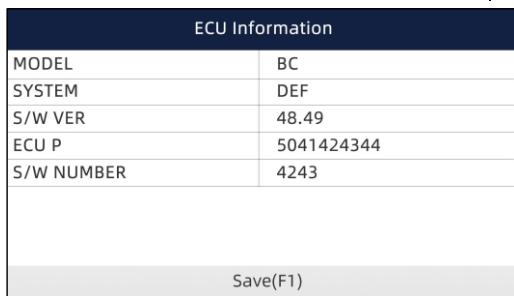 ECU Information
MODEL BC
SYSTEM DEF
S/W VER 48.49
ECU P 5041424344
S/W NUMBER 4243
Save(F1)